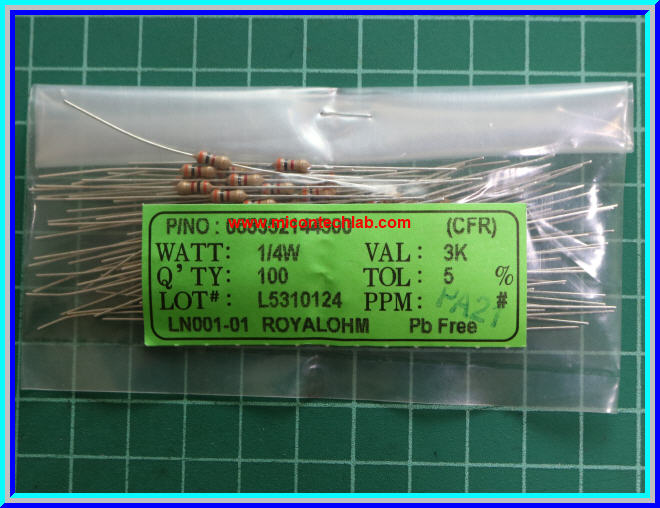 P/NO : (CFR)
www.micostechlab.com
WATT: 1/4W VAL: 3K
Q'TY: 100 TOL: 5 %
LOT#: L5310124 PPM: #
LN001-01 ROYALOHM Pb Free